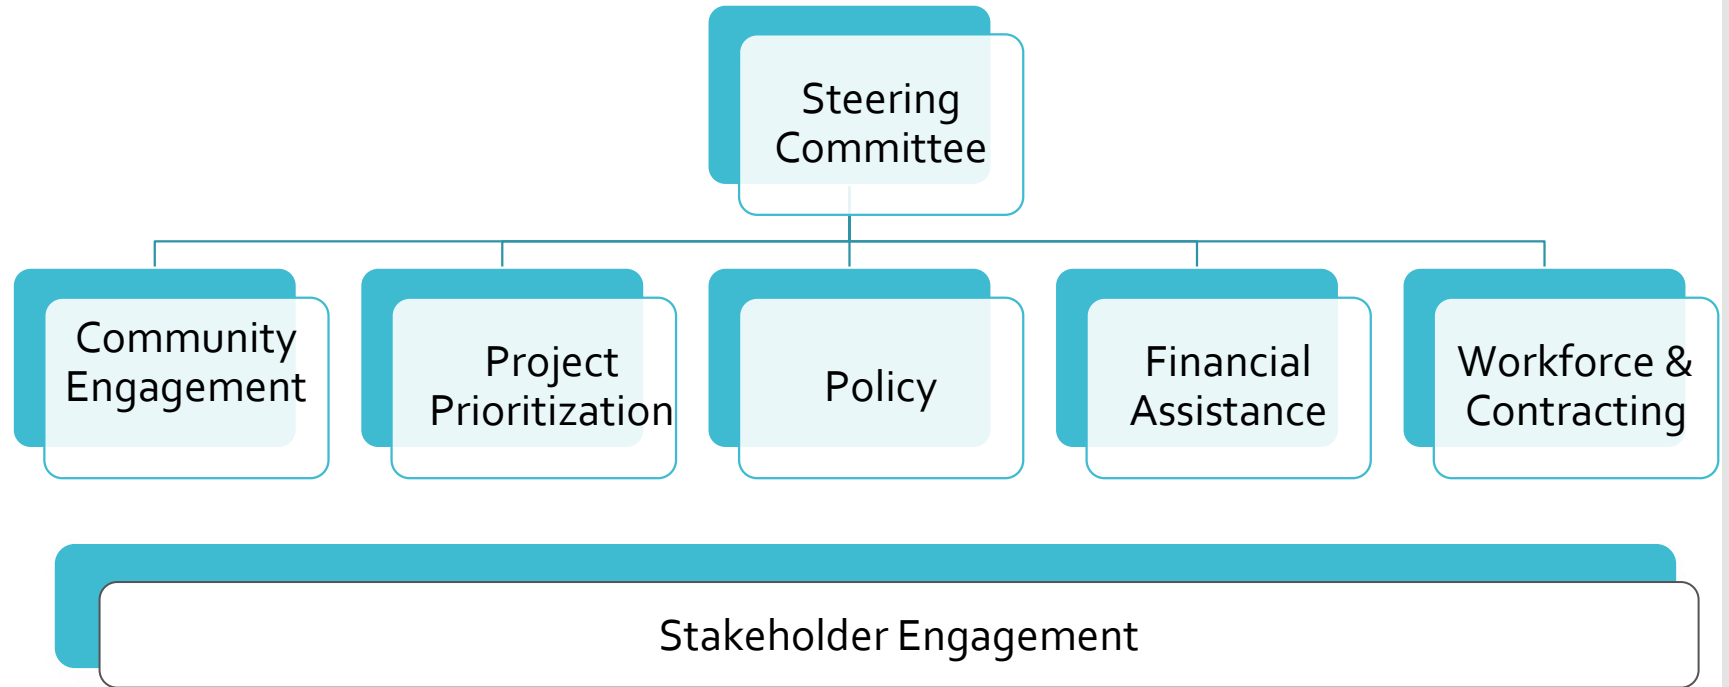 Steering
Committee
Community
Engagement
Project
Prioritization
Policy
Financial
Assistance
Workforce &
Contracting
Stakeholder Engagement